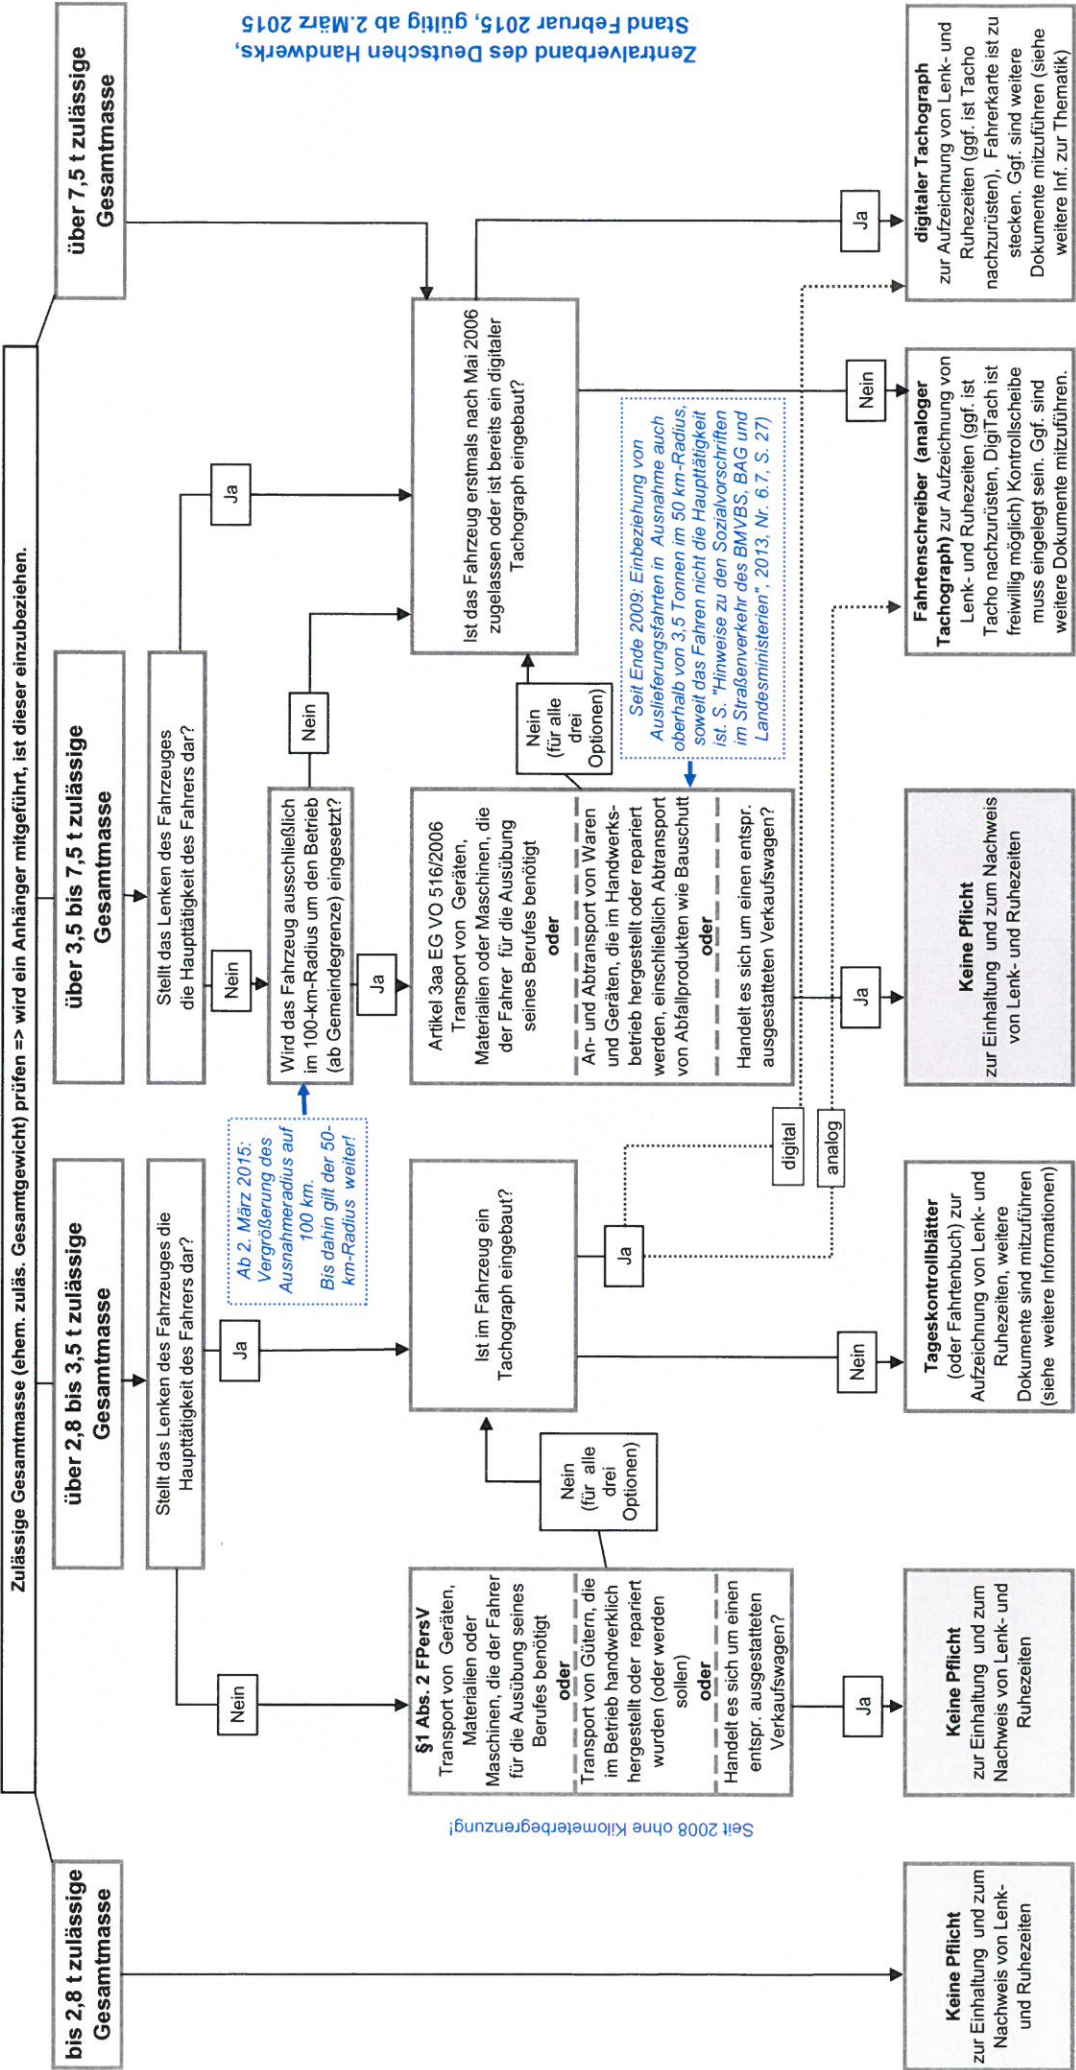 Zulässige Gesamtmasse (ehem. zuläs. Gesamtgewicht) prüfen => wird ein Anhänger mitgeführt, ist dieser einzubeziehen.
bis 2,8 t zulässige
Gesamtmasse
über 2,8 bis 3,5 t zulässige
Gesamtmasse
über 3,5 bis 7,5 t zulässige
Gesamtmasse
über 7,5 t zulässige
Gesamtmasse
Stellt das Lenken des Fahrzeuges die
Haupttätigkeit des Fahrers dar?
Stellt das Lenken des Fahrzeuges
die Haupttätigkeit des Fahrers dar?
Nein
Ja
Nein
Ja
Ab 2. März 2015:
Vergrößerung des
Ausnahmeradius auf
100 km.
Bis dahin gilt der 50-
km-Radius weiter!
Wird das Fahrzeug ausschließlich
im 100-km-Radius um den Betrieb
(ab Gemeindegrenze) eingesetzt?
Nein
Ja
Zentralverband des Deutschen Handwerks,
Stand Februar 2015, gültig ab 2.März 2015
Seit 2008 ohne Kilometerbegrenzung!
§1 Abs. 2 FPersV
Transport von Geräten,
Materialien oder
Maschinen, die der Fahrer
für die Ausübung seines
Berufes benötigt
oder
Transport von Gütern, die
im Betrieb handwerklich
hergestellt oder repariert
wurden (oder werden
sollen)
oder
Handelt es sich um einen
entspr. ausgestatteten
Verkaufswagen?
Nein
(für alle
drei
Optionen)
Ist im Fahrzeug ein
Tachograph eingebaut?
Artikel 3aa EG VO 516/2006
Transport von Geräten,
Materialien oder Maschinen, die
der Fahrer für die Ausübung
seines Berufes benötigt
oder
An- und Abtransport von Waren
und Geräten, die im Handwerks-
betrieb hergestellt oder repariert
werden, einschließlich Abtransport
von Abfallprodukten wie Bauschutt
oder
Handelt es sich um einen entspr.
ausgestatteten Verkaufswagen?
Nein
(für alle
drei
Optionen)
Ist das Fahrzeug erstmals nach Mai 2006
zugelassen oder ist bereits ein digitaler
Tachograph eingebaut?
Seit Ende 2009: Einbeziehung von
Auslieferungsfahrten in Ausnahme auch
oberhalb von 3,5 Tonnen im 50 km-Radius,
soweit das Fahren nicht die Haupttätigkeit
ist. S. "Hinweise zu den Sozialvorschriften
im Straßenverkehr des BMVBS, BAG und
Landesministerien", 2013, Nr. 6.7, S. 27)
Ja
digital
analog
Ja
Nein
Ja
Nein
Ja
Keine Pflicht
zur Einhaltung und zum
Nachweis von Lenk-
und Ruhezeiten
Keine Pflicht
zur Einhaltung und zum
Nachweis von Lenk- und
Ruhezeiten
Tageskontrollblätter
(oder Fahrtenbuch) zur
Aufzeichnung von Lenk- und
Ruhezeiten, weitere
Dokumente sind mitzuführen
(siehe weitere Informationen)
Keine Pflicht
zur Einhaltung und zum Nachweis
von Lenk- und Ruhezeiten
Fahrtenschreiber (analoger
Tachograph) zur Aufzeichnung von
Lenk- und Ruhezeiten (ggf. ist
Tacho nachzurüsten, DigiTach ist
freiwillig möglich) Kontrollscheibe
muss eingelegt sein. Ggf. sind
weitere Dokumente mitzuführen.
digitaler Tachograph
zur Aufzeichnung von Lenk- und
Ruhezeiten (ggf. ist Tacho
nachzurüsten), Fahrerkarte ist zu
stecken. Ggf. sind weitere
Dokumente mitzuführen (siehe
weitere Inf. zur Thematik)